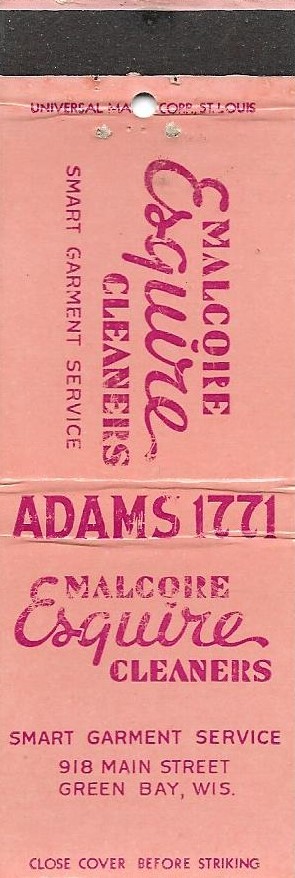 UNIVERSAL MA CORP., ST. LOUIS
MALCORE
Esquire
CLEANERS
SMART GARMENT SERVICE
ADAMS 1771
MALCORE
Esquire
CLEANERS
SMART GARMENT SERVICE
918 MAIN STREET
GREEN BAY, WIS.
CLOSE COVER BEFORE STRIKING